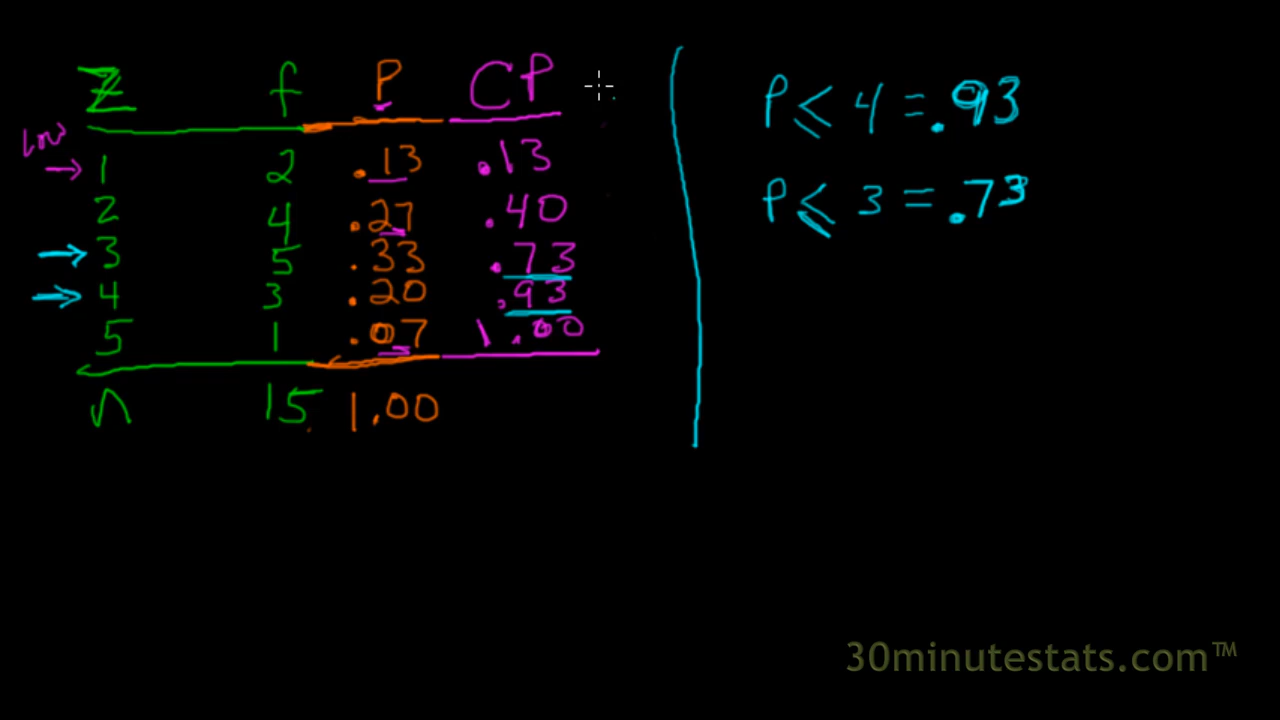 Z f P CP
low
1 2 .13 .13
2 4 .27 .40
3 5 .33 .73
4 3 .20 .93
5 1 .07 1.00
n 15 1.00
P ≤ 4 = .93
P ≤ 3 = .73
30minutestats.com™